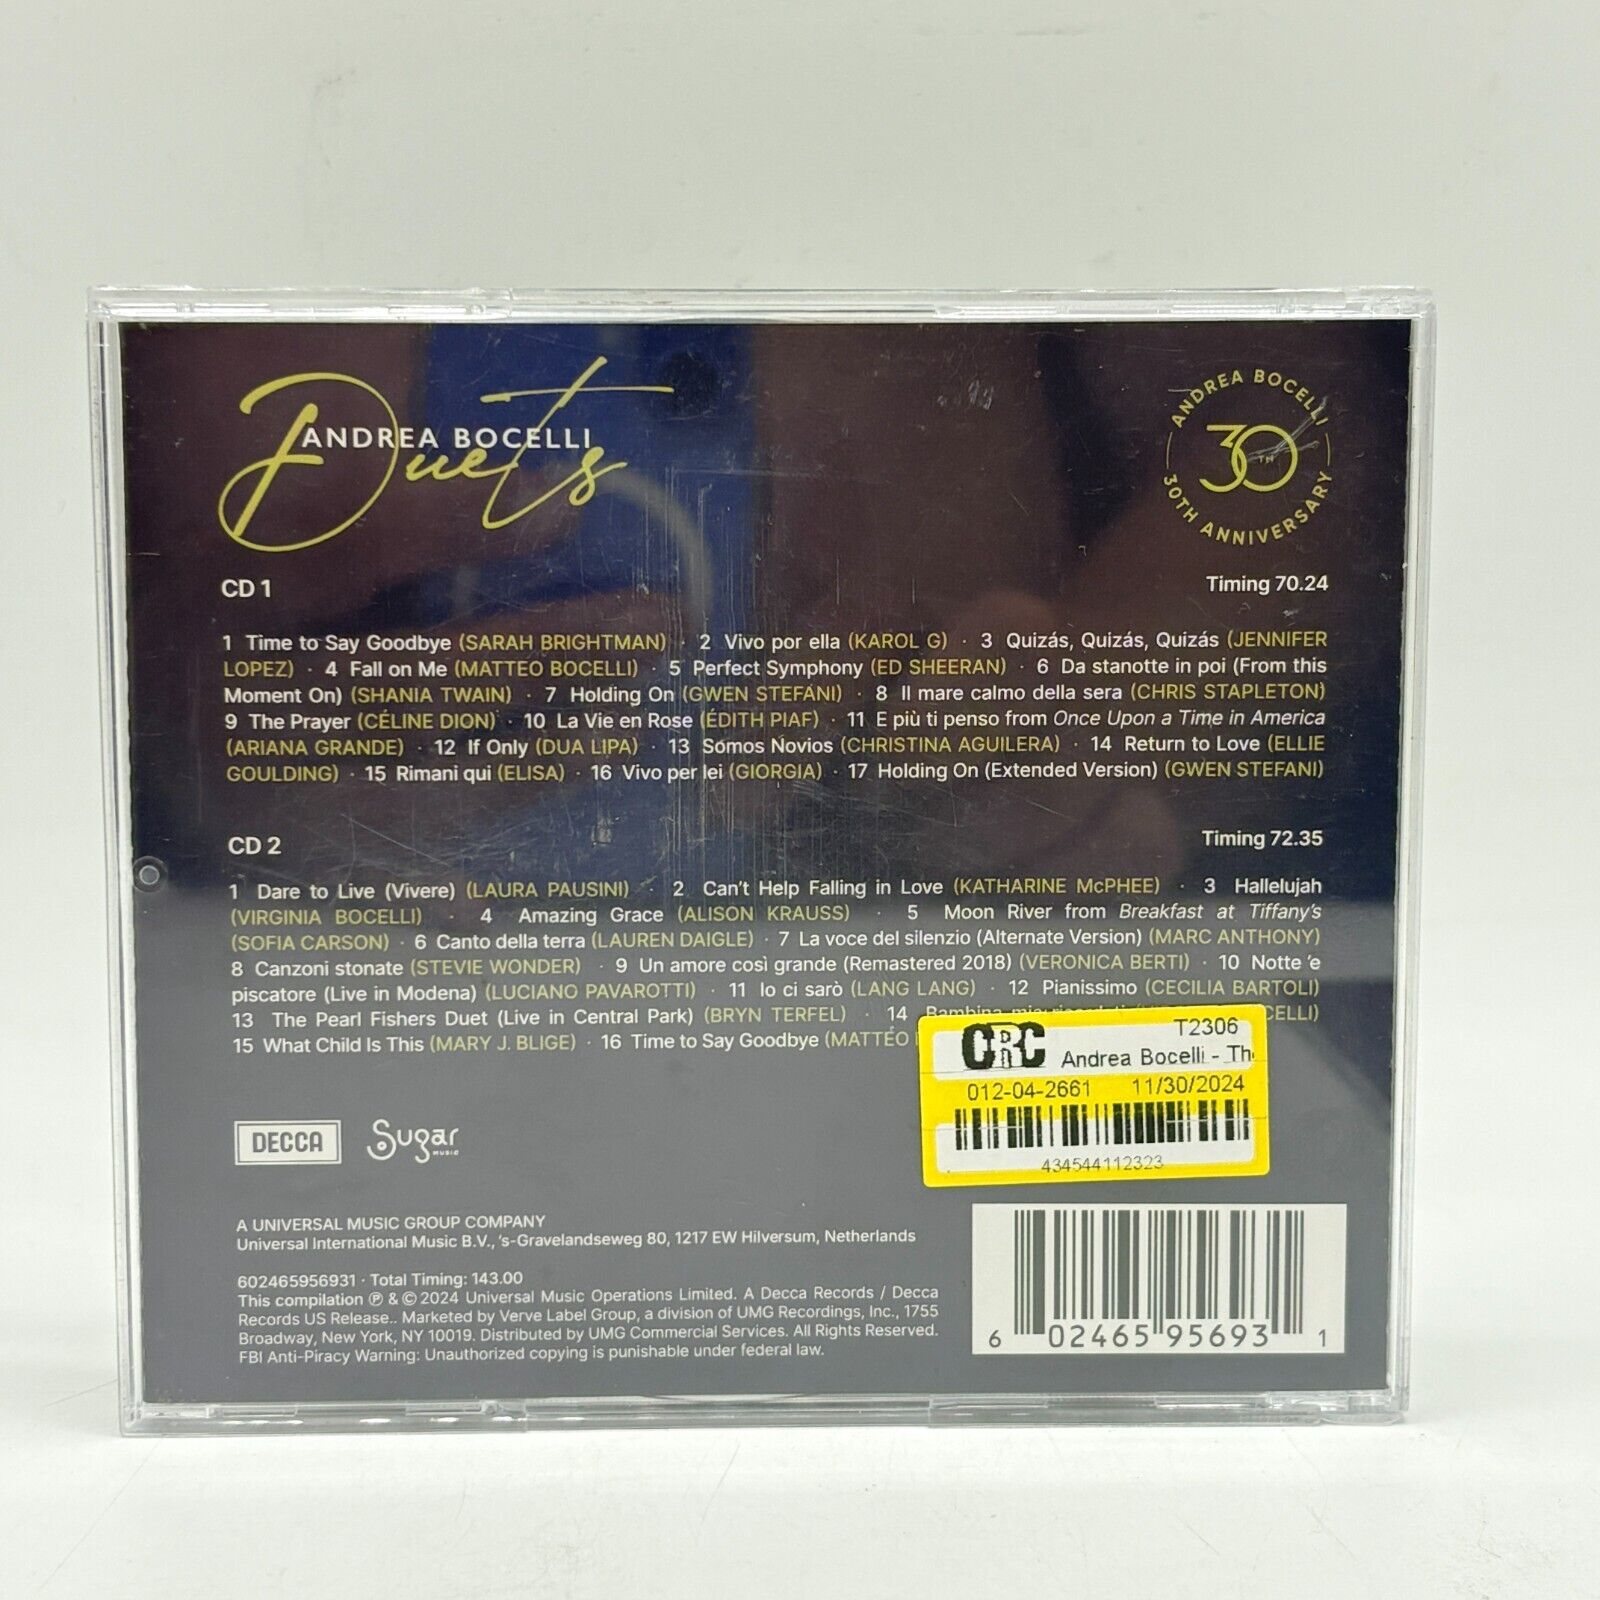 Duets
ANDREA BOCELLI
ANDREA BOCELLI
30TH
30TH ANNIVERSARY
CD 1
Timing 70.24
1 Time to Say Goodbye (SARAH BRIGHTMAN) · 2 Vivo por ella (KAROL G) · 3 Quizás, Quizás, Quizás (JENNIFER
LOPEZ) · 4 Fall on Me (MATTEO BOCELLI) · 5 Perfect Symphony (ED SHEERAN) · 6 Da stanotte in poi (From this
Moment On) (SHANIA TWAIN) · 7 Holding On (GWEN STEFANI) · 8 Il mare calmo della sera (CHRIS STAPLETON)
9 The Prayer (CÉLINE DION) · 10 La Vie en Rose (ÉDITH PIAF) · 11 E più ti penso from Once Upon a Time in America
(ARIANA GRANDE) · 12 If Only (DUA LIPA) · 13 Somos Novios (CHRISTINA AGUILERA) · 14 Return to Love (ELLIE
GOULDING) · 15 Rimani qui (ELISA) · 16 Vivo per lei (GIORGIA) · 17 Holding On (Extended Version) (GWEN STEFANI)
CD 2
Timing 72.35
1 Dare to Live (Vivere) (LAURA PAUSINI) · 2 Can't Help Falling in Love (KATHARINE McPHEE) · 3 Hallelujah
(VIRGINIA BOCELLI) · 4 Amazing Grace (ALISON KRAUSS) · 5 Moon River from Breakfast at Tiffany's
(SOFIA CARSON) · 6 Canto della terra (LAUREN DAIGLE) · 7 La voce del silenzio (Alternate Version) (MARC ANTHONY)
8 Canzoni stonate (STEVIE WONDER) · 9 Un amore così grande (Remastered 2018) (VERONICA BERTI) · 10 Notte 'e
piscatore (Live in Modena) (LUCIANO PAVAROTTI) · 11 Io ci sarò (LANG LANG) · 12 Pianissimo (CECILIA BARTOLI)
13 The Pearl Fishers Duet (Live in Central Park) (BRYN TERFEL) · 14
15 What Child Is This (MARY J. BLIGE) · 16 Time to Say Goodbye (MATTEO
CRC
T2306
Andrea Bocelli - Th
012-04-2661 11/30/2024
434544112323
DECCA
Sugar
MUSIC
A UNIVERSAL MUSIC GROUP COMPANY
Universal International Music B.V., 's-Gravelandseweg 80, 1217 EW Hilversum, Netherlands
602465956931 · Total Timing: 143.00
This compilation ℗ & © 2024 Universal Music Operations Limited. A Decca Records / Decca
Records US Release.. Marketed by Verve Label Group, a division of UMG Recordings, Inc., 1755
Broadway, New York, NY 10019. Distributed by UMG Commercial Services. All Rights Reserved.
FBI Anti-Piracy Warning: Unauthorized copying is punishable under federal law.
6 02465 95693 1